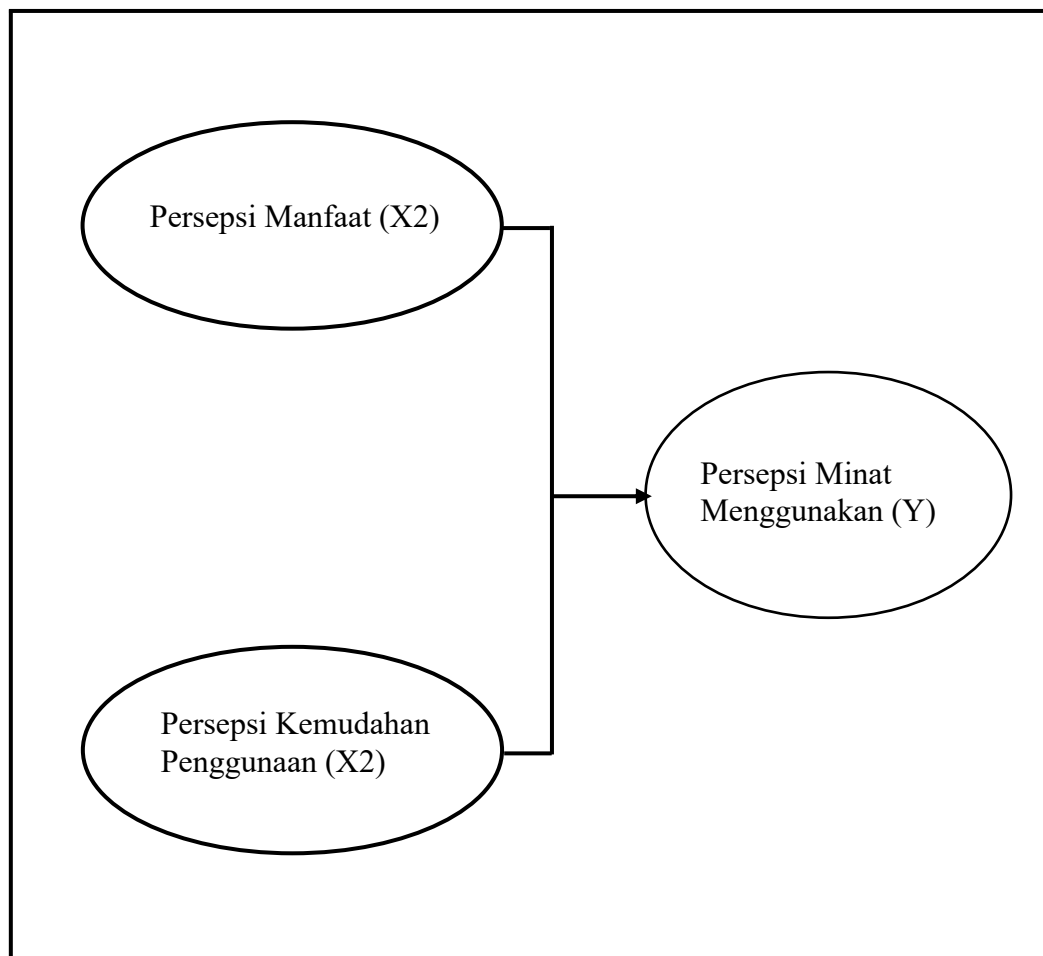 Persepsi Manfaat (X2)
Persepsi Minat
Menggunakan (Y)
Persepsi Kemudahan
Penggunaan (X2)